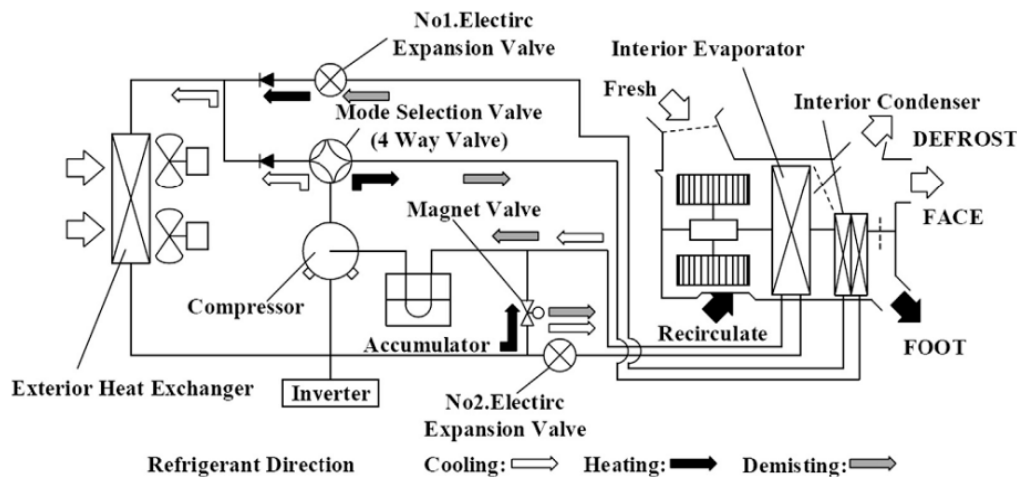 No1.Electirc
Expansion Valve
Interior Evaporator
Fresh
Interior Condenser
Mode Selection Valve
(4 Way Valve)
DEFROST
Magnet Valve
FACE
Compressor
Recirculate
Accumulator
FOOT
Exterior Heat Exchanger
Inverter
No2.Electirc
Expansion Valve
Refrigerant Direction Cooling: Heating: Demisting: